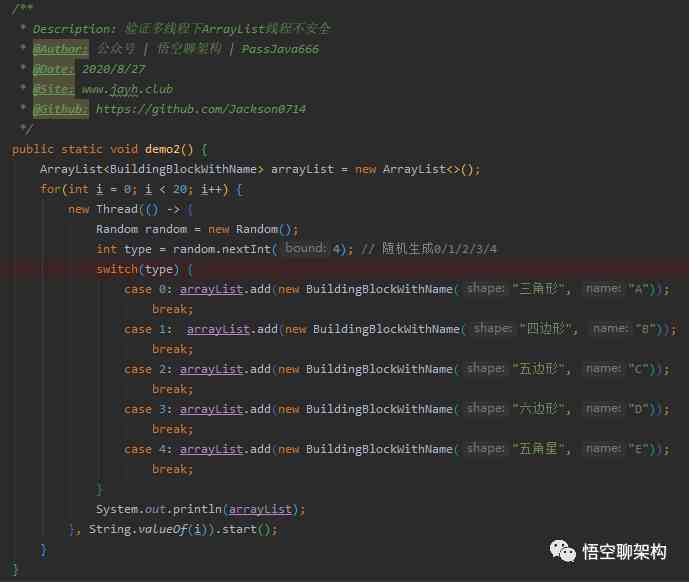 /**
 * Description: 验证多线程下ArrayList线程不安全
 * @Author: 公众号 | 悟空聊架构 | PassJava666
 * @Date: 2020/8/27
 * @Site: www.jayh.club
 * @Github: https://github.com/Jackson0714
 */
public static void demo2() {
    ArrayList<BuildingBlockWithName> arrayList = new ArrayList<>();
    for(int i = 0; i < 20; i++) {
        new Thread(() -> {
            Random random = new Random();
            int type = random.nextInt( bound: 4); // 随机生成0/1/2/3/4
            switch(type) {
                case 0: arrayList.add(new BuildingBlockWithName( shape: "三角形", name: "A"));
                    break;
                case 1:  arrayList.add(new BuildingBlockWithName( shape: "四边形", name: "B"));
                    break;
                case 2: arrayList.add(new BuildingBlockWithName( shape: "五边形", name: "C"));
                    break;
                case 3: arrayList.add(new BuildingBlockWithName( shape: "六边形", name: "D"));
                    break;
                case 4: arrayList.add(new BuildingBlockWithName( shape: "五角星", name: "E"));
                    break;
            }
            System.out.println(arrayList);
        }, String.valueOf(i)).start();
    }
}
悟空聊架构